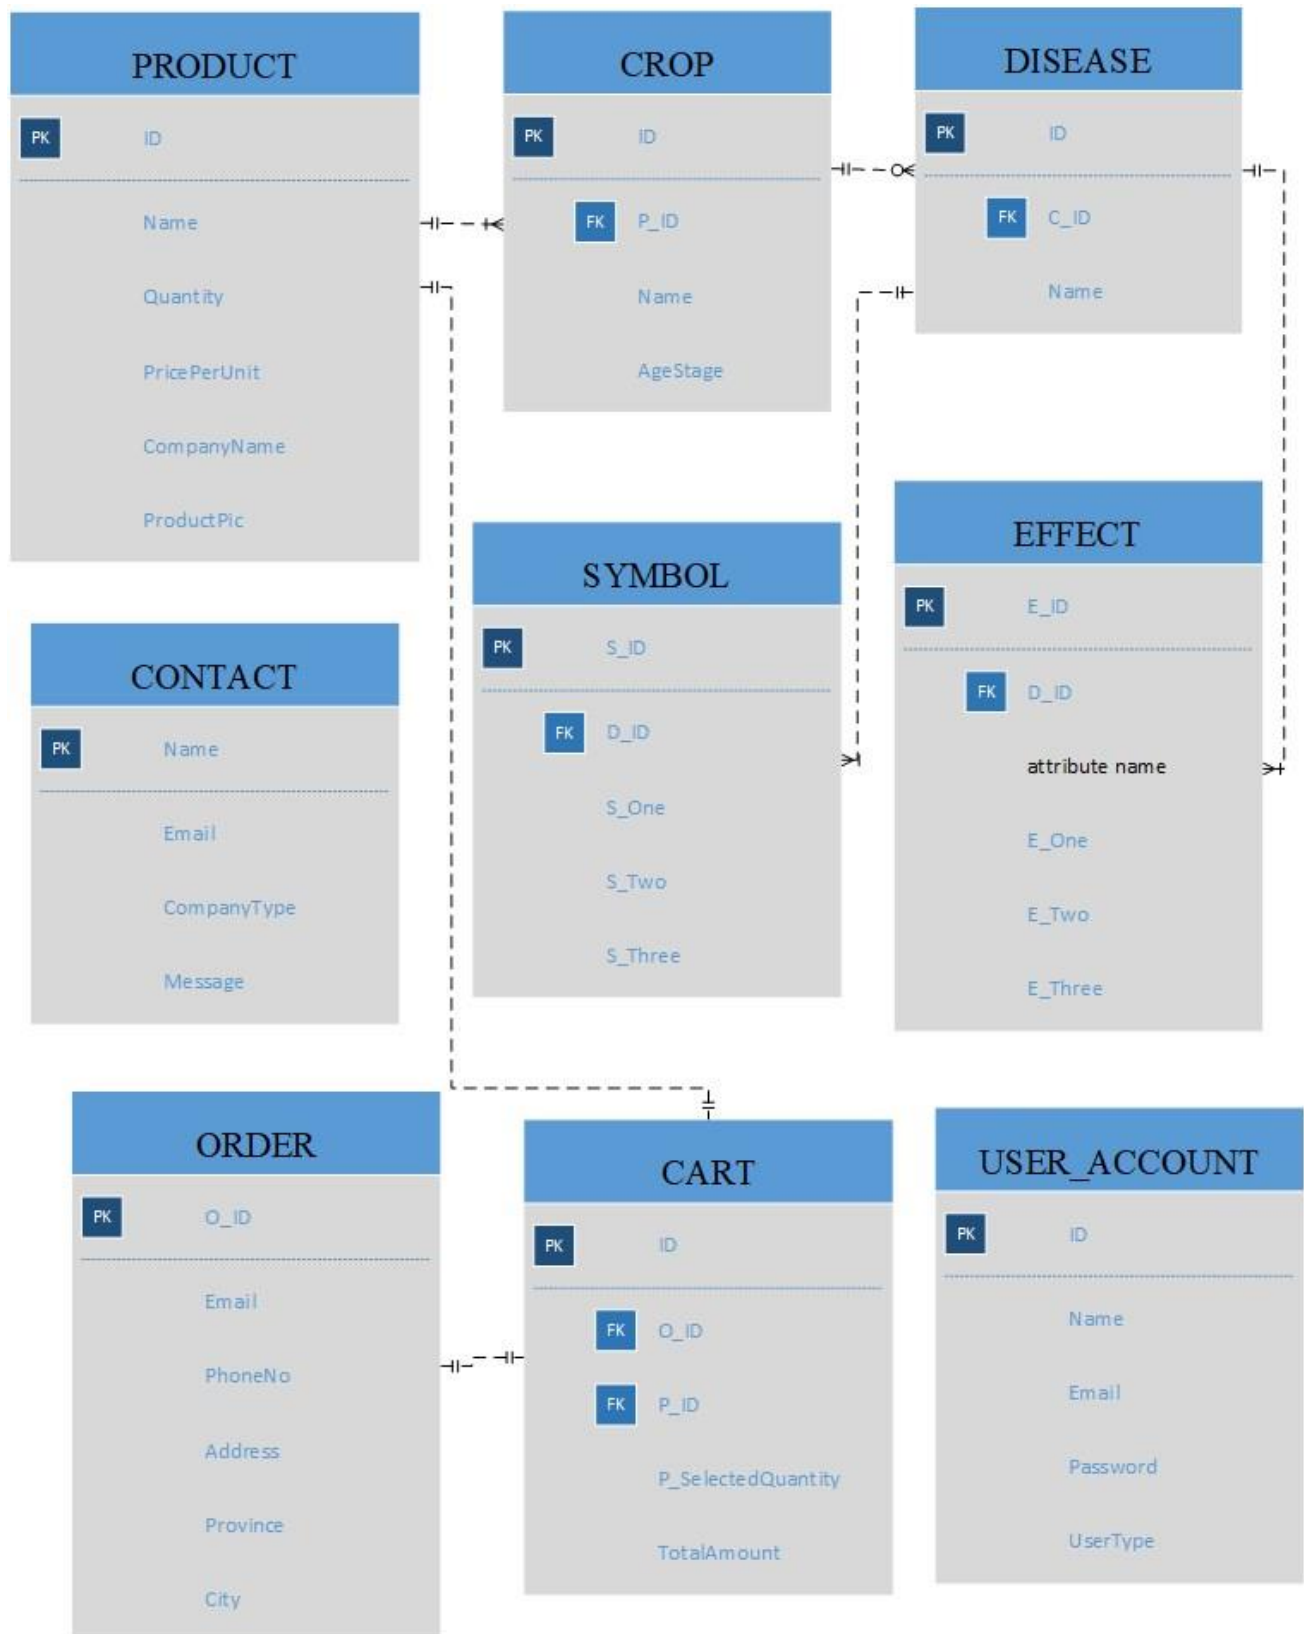 PRODUCT
PK ID
Name
Quantity
PricePerUnit
CompanyName
ProductPic
CROP
PK ID
FK P_ID
Name
AgeStage
DISEASE
PK ID
FK C_ID
Name
SYMBOL
PK S_ID
FK D_ID
S_One
S_Two
S_Three
EFFECT
PK E_ID
FK D_ID
attribute name
E_One
E_Two
E_Three
CONTACT
PK Name
Email
CompanyType
Message
ORDER
PK O_ID
Email
PhoneNo
Address
Province
City
CART
PK ID
FK O_ID
FK P_ID
P_SelectedQuantity
TotalAmount
USER_ACCOUNT
PK ID
Name
Email
Password
UserType